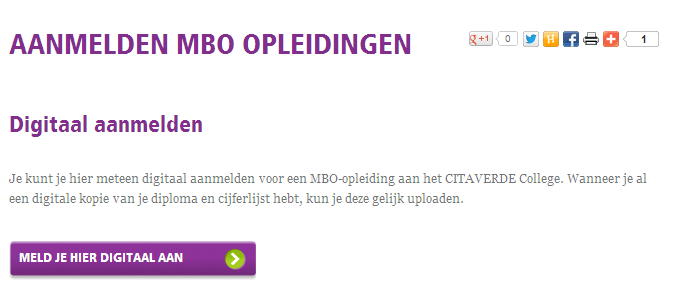 AANMELDEN MBO OPLEIDINGEN
+1 0 1
Digitaal aanmelden
Je kunt je hier meteen digitaal aanmelden voor een MBO-opleiding aan het CITAVERDE College. Wanneer je al
een digitale kopie van je diploma en cijferlijst hebt, kun je deze gelijk uploaden.
MELD JE HIER DIGITAAL AAN